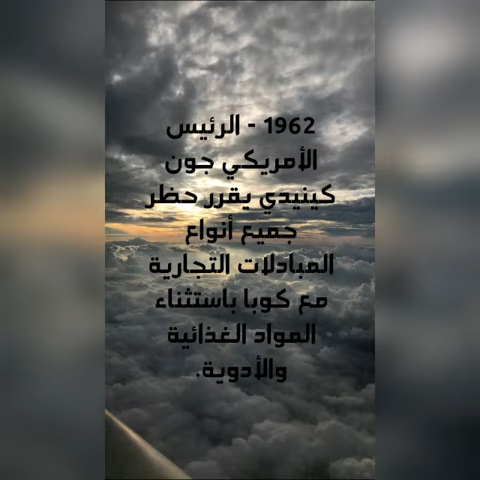 1962 - الرئيس
الأمريكي جون
كينيدي يقرر حظر
جميع أنواع
المبادلات التجارية
مع كوبا باستثناء
المواد الغذائية
والأدوية.